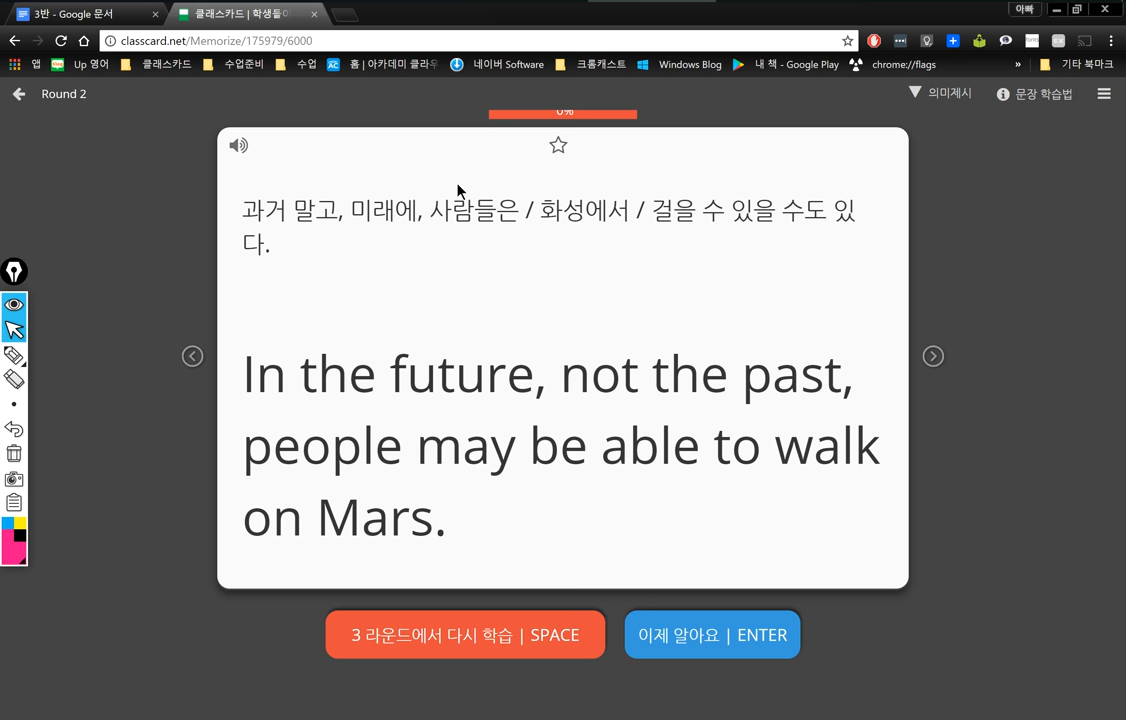 3반 - Google 문서
클래스카드 | 학생들이
아빠
classcard.net/Memorize/175979/6000
앱
Up 영어
클래스카드
수업준비
수업
홈 | 아카데미 클라우
네이버 Software
크롬캐스트
Windows Blog
내 책 - Google Play
chrome://flags
»
기타 북마크
Round 2
의미제시
문장 학습법
0%
과거 말고, 미래에, 사람들은 / 화성에서 / 걸을 수 있을 수도 있
다.
In the future, not the past,
people may be able to walk
on Mars.
3 라운드에서 다시 학습 | SPACE
이제 알아요 | ENTER